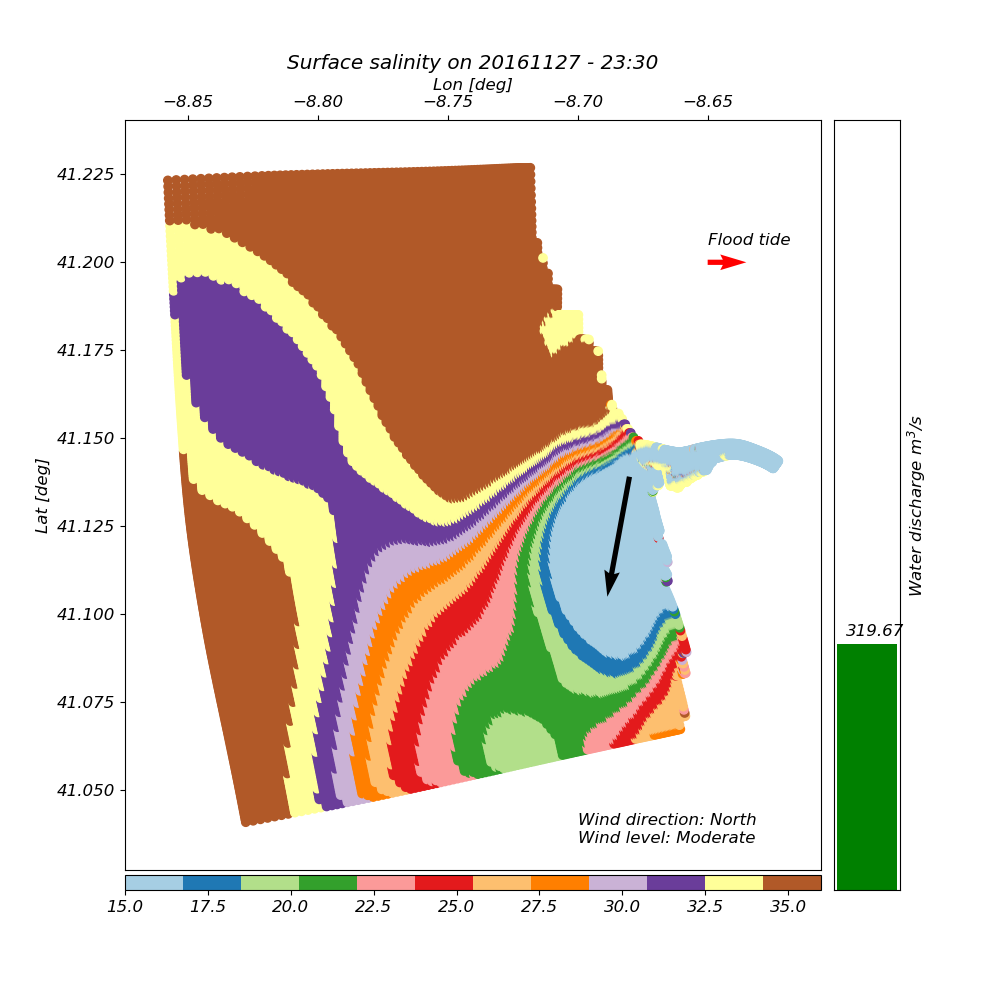 Surface salinity on 20161127 - 23:30
Lon [deg]
−8.85 −8.80 −8.75 −8.70 −8.65
41.225
41.200
41.175
41.150
41.125
41.100
41.075
41.050
Lat [deg]
Flood tide
Wind direction: North
Wind level: Moderate
15.0 17.5 20.0 22.5 25.0 27.5 30.0 32.5 35.0
319.67
Water discharge m³/s